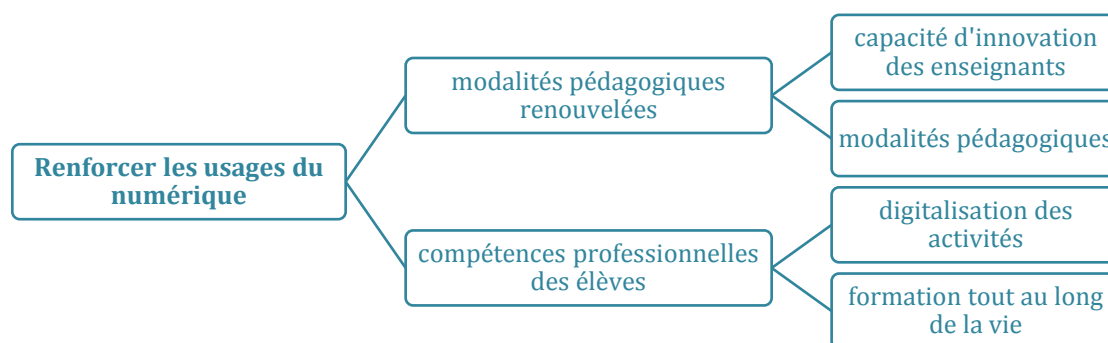 Renforcer les usages du
numérique
modalités pédagogiques
renouvelées
capacité d'innovation
des enseignants
modalités pédagogiques
compétences professionnelles
des élèves
digitalisation des
activités
formation tout au long
de la vie